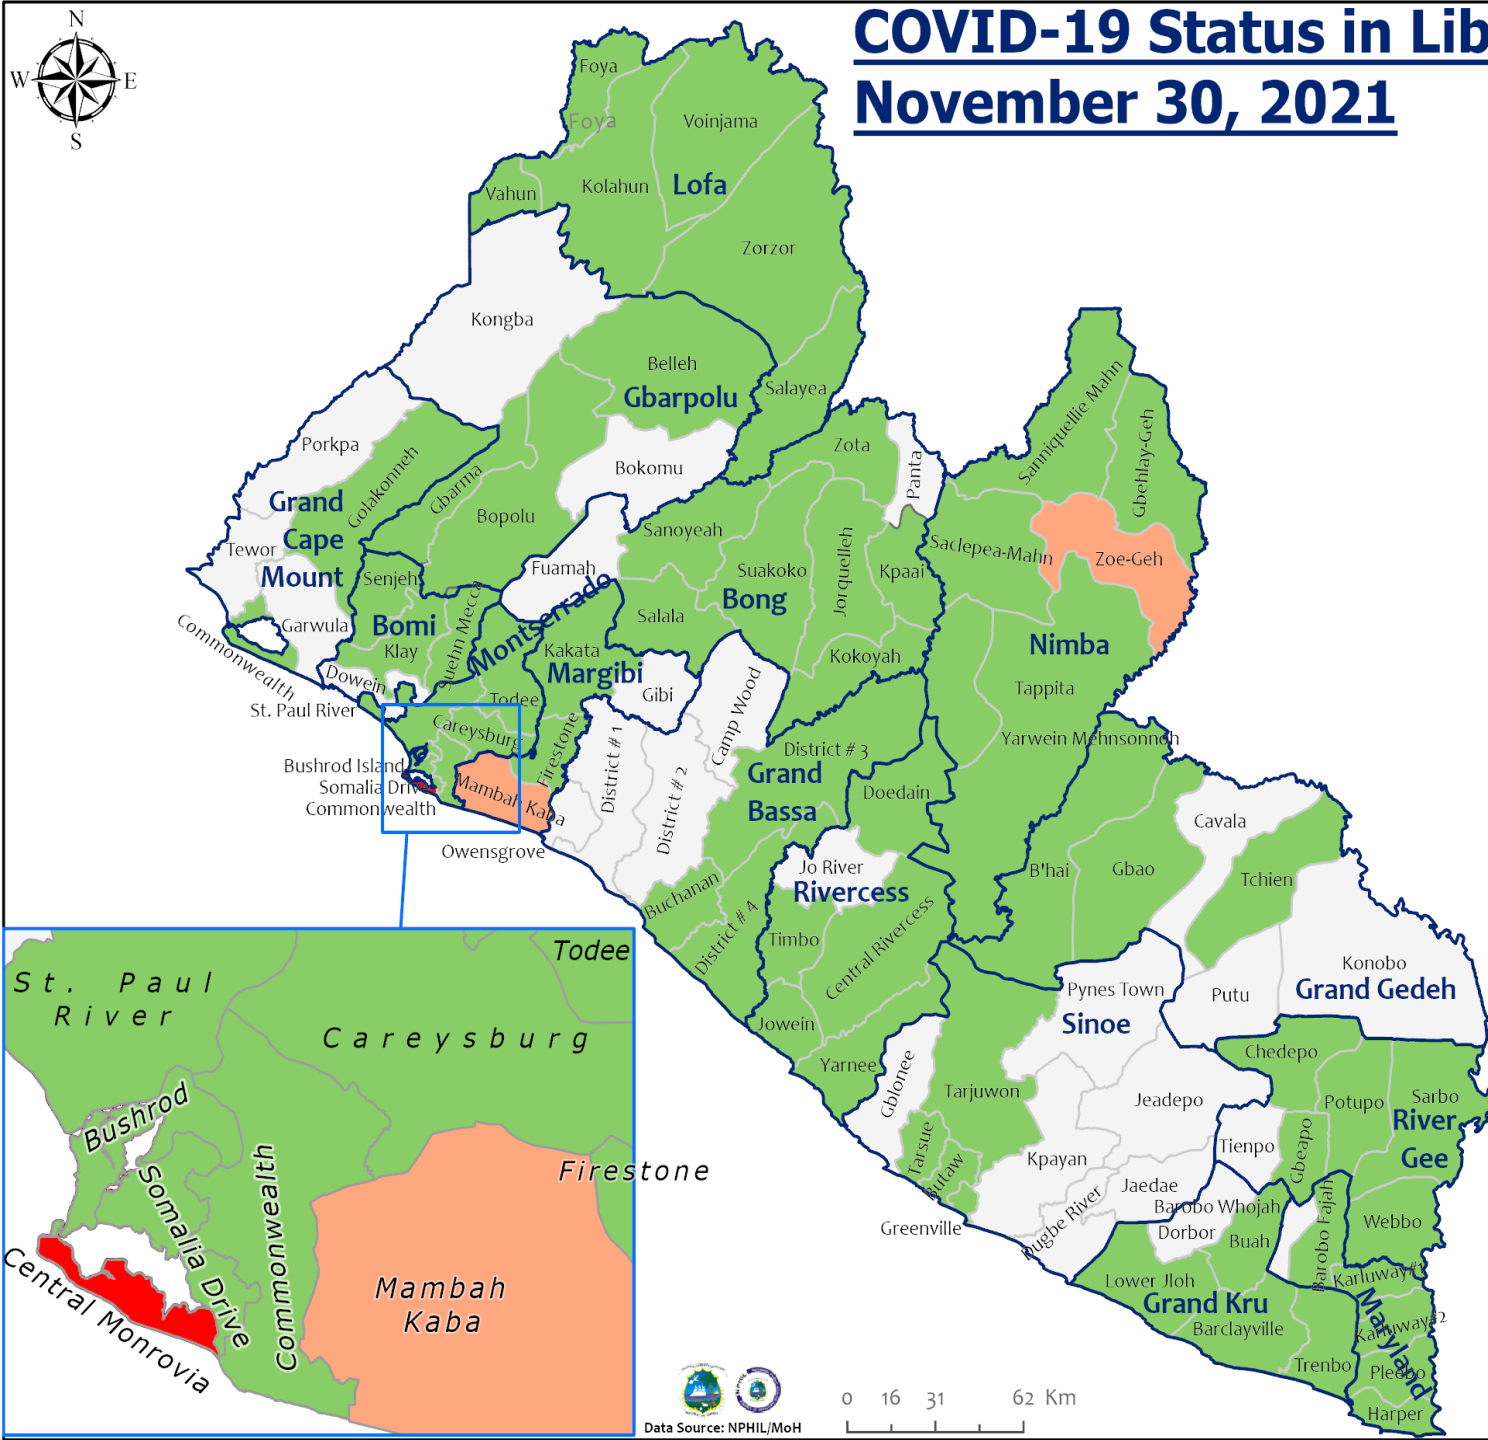 COVID-19 Status in Lib
November 30, 2021
N
W
E
S
Foya
Foya
Voinjama
Kolahun
Lofa
Vahun
Zorzor
Kongba
Belleh
Gbarpolu
Salayea
Porkpa
Golakonneh
Gbarma
Bokomu
Bopolu
Grand
Cape
Mount
Tewor
Garwula
Commonwealth
Senjeh
Bomi
Klay
Suehn Mecca
Dowein
St. Paul River
Fuamah
Montserrado
Zota
Panta
Sanoyeah
Suakoko
Jorquelleh
Kpaai
Bong
Salala
Kokoyah
Sanniquellie Mahn
Gbehlay-Geh
Saclepea-Mahn
Zoe-Geh
Nimba
Tappita
Yarwein Mehnsonnoh
Kakata
Margibi
Gibi
Todee
Careysburg
Firestone
Mambah Kaba
Bushrod Island
Somalia Drive
Commonwealth
Owensgrove
District # 1
District # 2
Camp Wood
District # 3
Grand
Bassa
Doedain
Buchanan
District # 4
Jo River
Rivercess
Timbo
Central Rivercess
Jowein
Yarnee
B'hai
Gbao
Cavala
Tchien
Konobo
Putu
Grand Gedeh
Pynes Town
Sinoe
Gblonee
Tarjuwon
Jeadepo
Tarsue
Butaw
Kpayan
Jaedae
Greenville
Dugbe River
Chedepo
Potupo
Sarbo
River
Gee
Tienpo
Gbeapo
Webbo
Barobo Whojah
Dorbor
Buah
Barobo Fajah
Lower Jloh
Grand Kru
Barclayville
Trenbo
Karluway#1
Karluway#2
Maryland
Pleebo
Harper
St. Paul
River
Todee
Careysburg
Bushrod
Somalia Drive
Commonwealth
Firestone
Central Monrovia
Mambah
Kaba
Data Source: NPHIL/MoH
0 16 31 62 Km